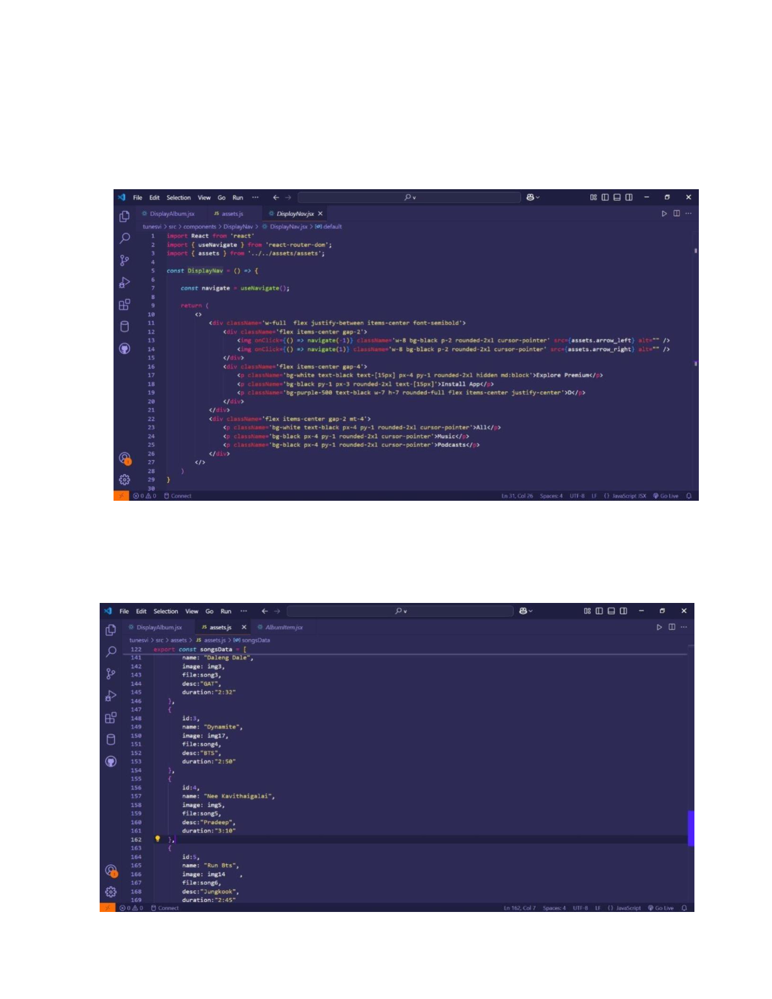 File Edit Selection View Go Run ··· ← → v
DisplayAlbum.jsx JS assets.js DisplayNav.jsx ×
tunesvi > src > components > DisplayNav > DisplayNav.jsx > default
1 import React from 'react'
2 import { useNavigate } from 'react-router-dom';
3 import { assets } from '../../assets/assets';
4
5 const DisplayNav = () => {
6
7 const navigate = useNavigate();
8
9 return (
10 <>
11 <div className='w-full  flex justify-between items-center font-semibold'>
12 <div className='flex items-center gap-2'>
13 <img onClick={() => navigate(-1)} className='w-8 bg-black p-2 rounded-2xl cursor-pointer' src={assets.arrow_left} alt="" />
14 <img onClick={() => navigate(1)} className='w-8 bg-black p-2 rounded-2xl cursor-pointer' src={assets.arrow_right} alt="" />
15 </div>
16 <div className='flex items-center gap-4'>
17 <p className='bg-white text-black text-[15px] px-4 py-1 rounded-2xl hidden md:block'>Explore Premium</p>
18 <p className='bg-black py-1 px-3 rounded-2xl text-[15px]'>Install App</p>
19 <p className='bg-purple-500 text-black w-7 h-7 rounded-full flex items-center justify-center'>D</p>
20 </div>
21 </div>
22 <div className='flex items-center gap-2 mt-4'>
23 <p className='bg-white text-black px-4 py-1 rounded-2xl cursor-pointer'>All</p>
24 <p className='bg-black px-4 py-1 rounded-2xl cursor-pointer'>Music</p>
25 <p className='bg-black px-4 py-1 rounded-2xl cursor-pointer'>Podcasts</p>
26 </div>
27 </>
28 )
29 }
30
1
0 0 Connect Ln 31, Col 26 Spaces: 4 UTF-8 LF {} JavaScript JSX Go Live
File Edit Selection View Go Run ··· ← → v
DisplayAlbum.jsx JS assets.js × AlbumItem.jsx
tunesvi > src > assets > JS assets.js > songsData
122 export const songsData = [
141 name: "Daleng Dale",
142 image: img3,
143 file:song3,
144 desc:"GAT",
145 duration:"2:32"
146 },
147 {
148 id:3,
149 name: "Dynamite",
150 image: img17,
151 file:song4,
152 desc:"BTS",
153 duration:"2:50"
154 },
155 {
156 id:4,
157 name: "Nee Kavithaigalai",
158 image: img5,
159 file:song5,
160 desc:"Pradeep",
161 duration:"3:10"
162 },
163 {
164 id:5,
165 name: "Run Bts",
166 image: img14    ,
167 file:song6,
168 desc:"Jungkook",
169 duration:"2:45"
1
0 0 Connect Ln 162, Col 7 Spaces: 4 UTF-8 LF {} JavaScript Go Live